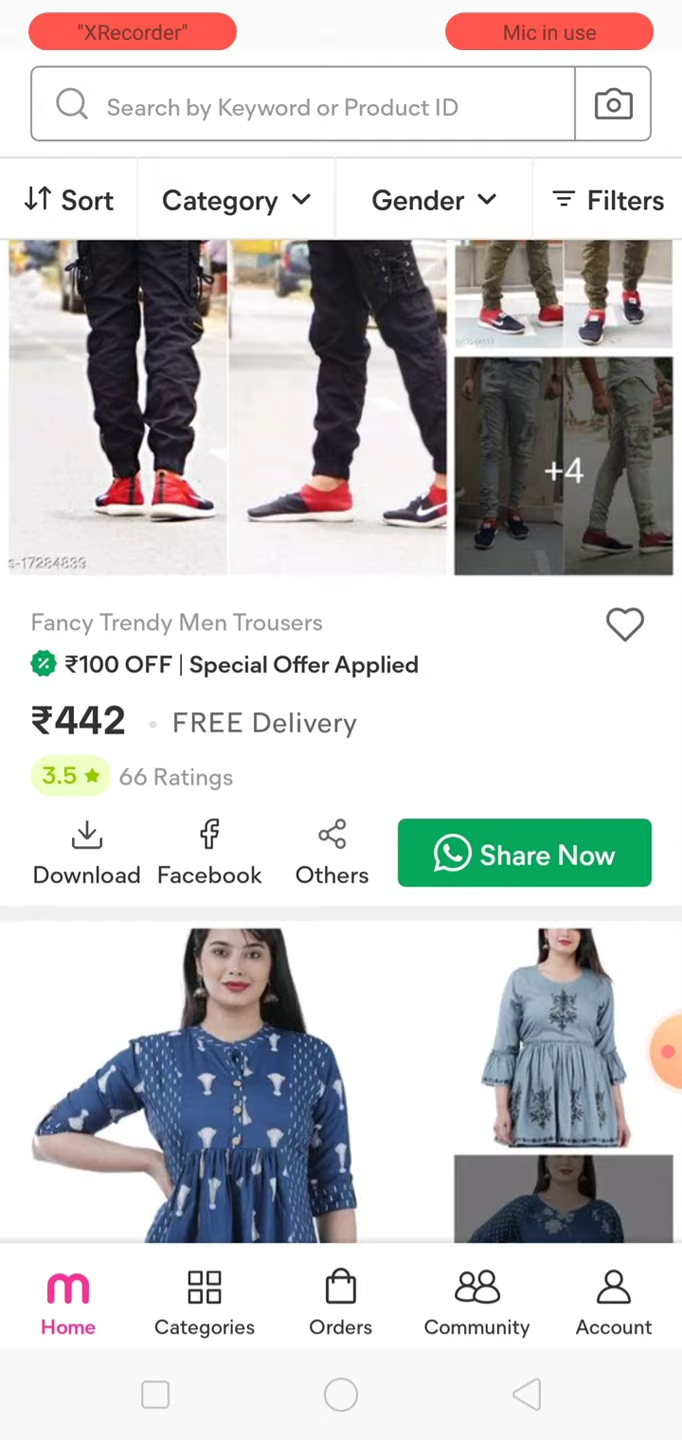 "XRecorder" Mic in use
Search by Keyword or Product ID
Sort Category Gender Filters
+4
s-17284839
Fancy Trendy Men Trousers
₹100 OFF | Special Offer Applied
₹442 • FREE Delivery
3.5 ★ 66 Ratings
Download Facebook Others Share Now
Home Categories Orders Community Account